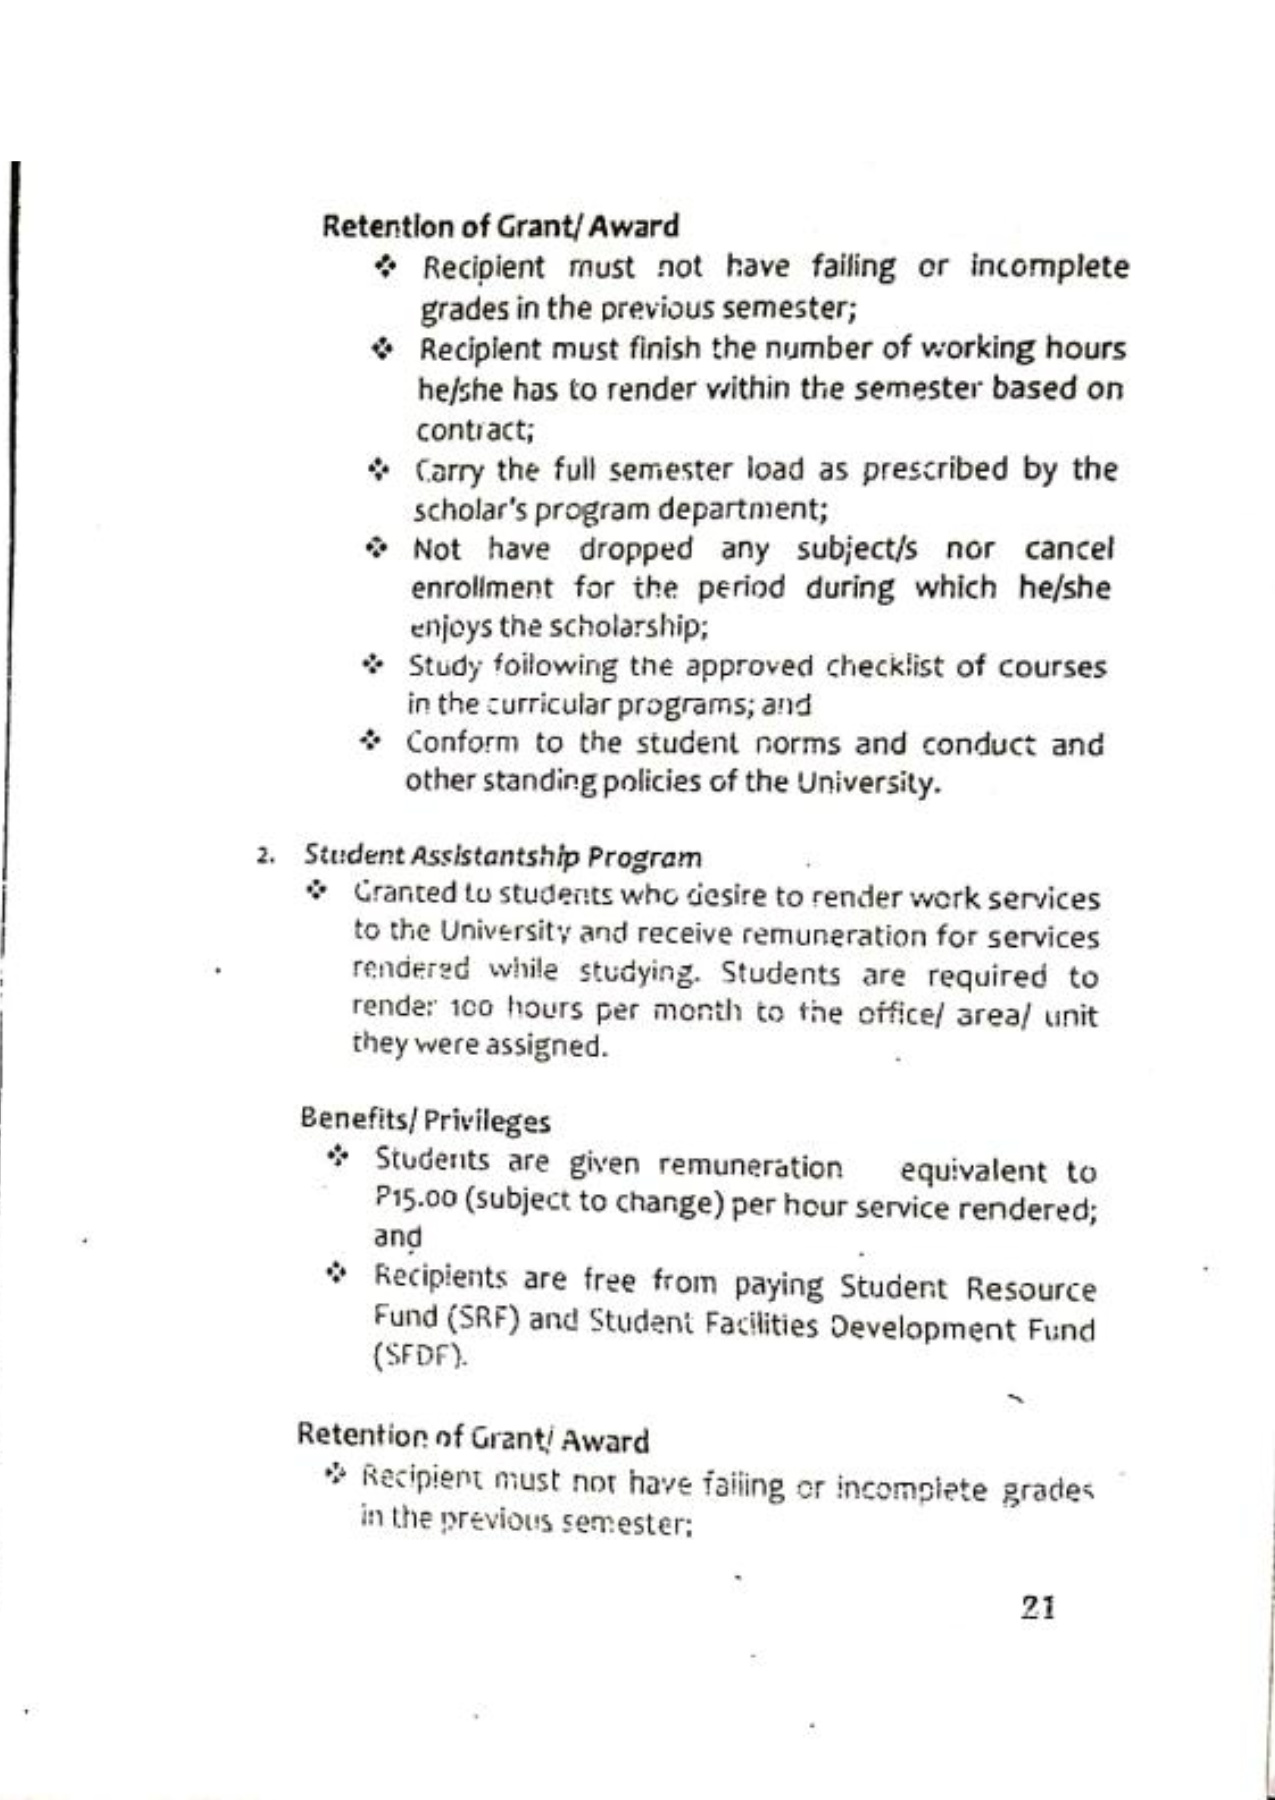 Retention of Grant/ Award
❖ Recipient must not have failing or incomplete
grades in the previous semester;
❖ Recipient must finish the number of working hours
he/she has to render within the semester based on
contract;
❖ Carry the full semester load as prescribed by the
scholar's program department;
❖ Not have dropped any subject/s nor cancel
enrollment for the period during which he/she
enjoys the scholarship;
❖ Study following the approved checklist of courses
in the curricular programs; and
❖ Conform to the student norms and conduct and
other standing policies of the University.
2. Student Assistantship Program
❖ Granted to students who desire to render work services
to the University and receive remuneration for services
rendered while studying. Students are required to
render 100 hours per month to the office/ area/ unit
they were assigned.
Benefits/ Privileges
❖ Students are given remuneration equivalent to
P15.00 (subject to change) per hour service rendered;
and
❖ Recipients are free from paying Student Resource
Fund (SRF) and Student Facilities Development Fund
(SFDF).
Retention of Grant/ Award
❖ Recipient must not have failing or incomplete grades
in the previous semester;
21